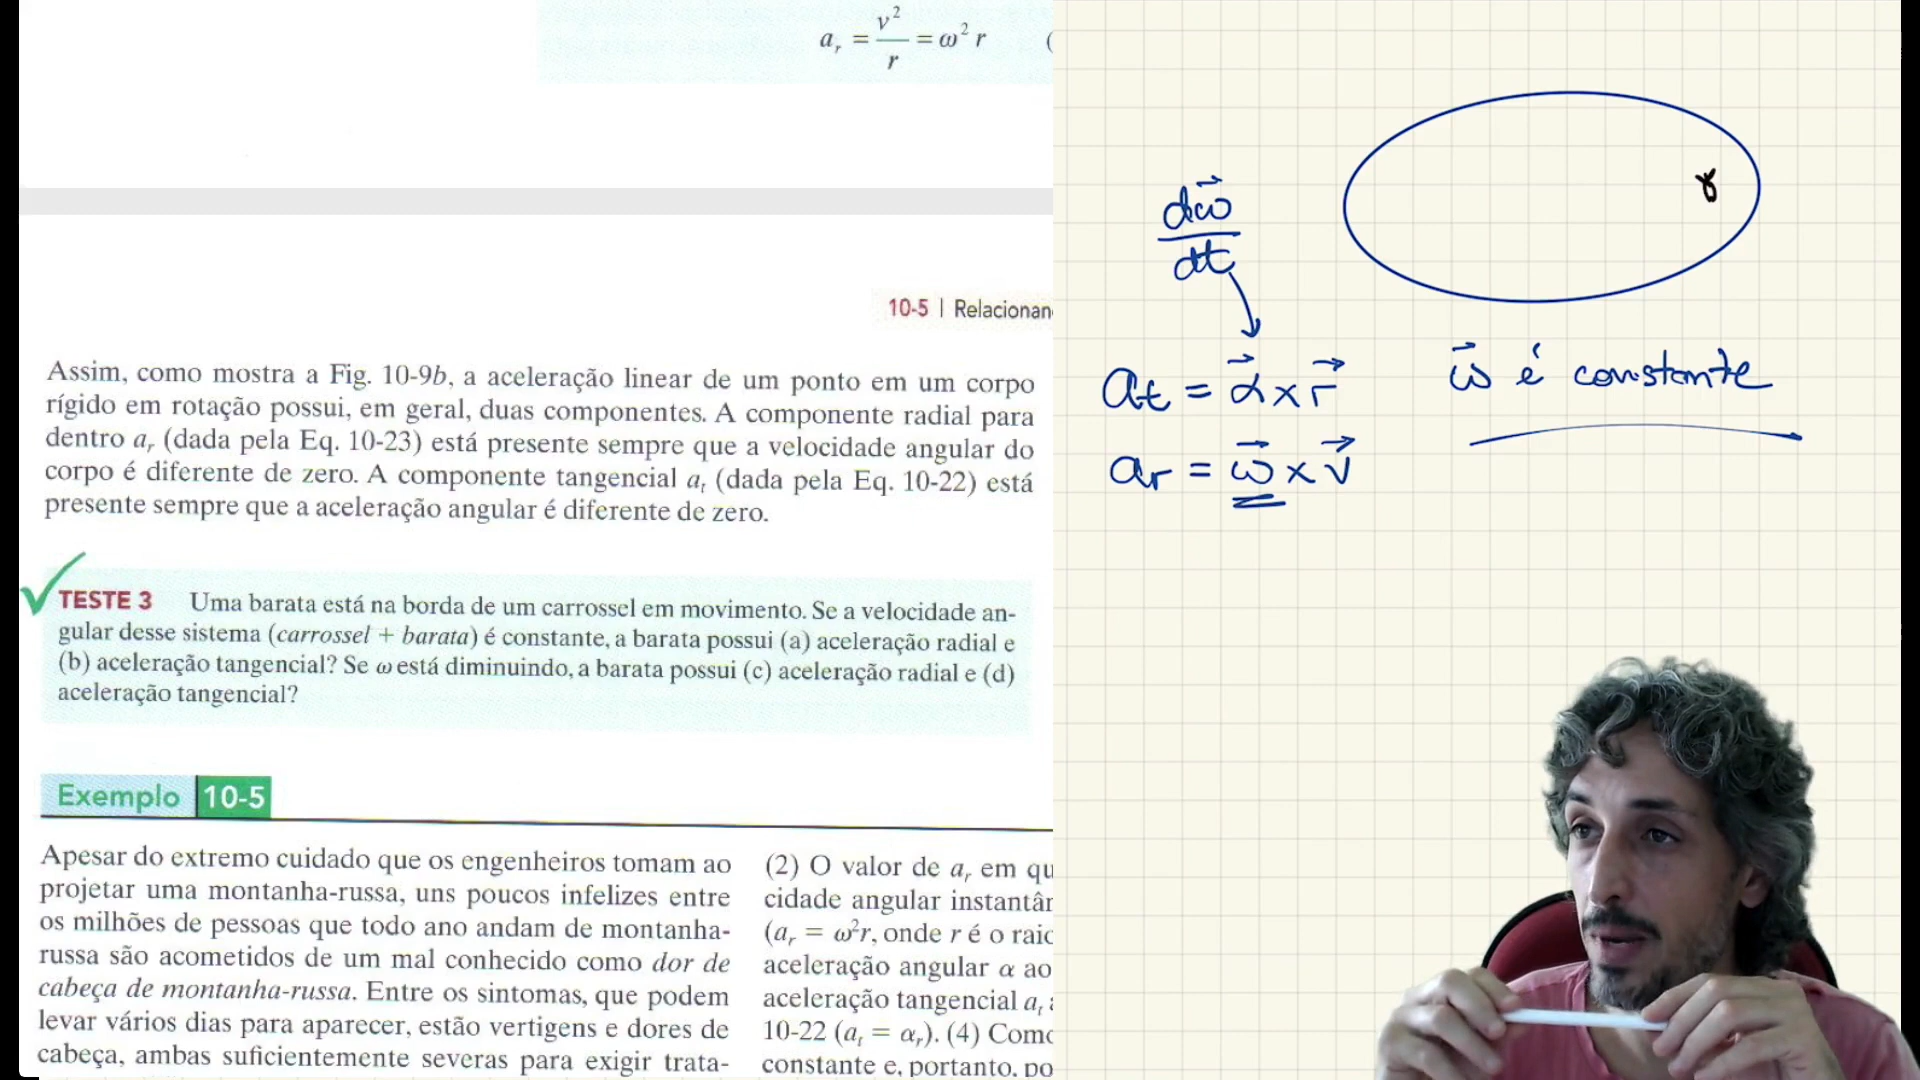 a_r = v²/r = ω² r (
10-5 | Relacionan
Assim, como mostra a Fig. 10-9b, a aceleração linear de um ponto em um corpo
rígido em rotação possui, em geral, duas componentes. A componente radial para
dentro a_r (dada pela Eq. 10-23) está presente sempre que a velocidade angular do
corpo é diferente de zero. A componente tangencial a_t (dada pela Eq. 10-22) está
presente sempre que a aceleração angular é diferente de zero.
TESTE 3 Uma barata está na borda de um carrossel em movimento. Se a velocidade an-
gular desse sistema (carrossel + barata) é constante, a barata possui (a) aceleração radial e
(b) aceleração tangencial? Se ω está diminuindo, a barata possui (c) aceleração radial e (d)
aceleração tangencial?
Exemplo 10-5
Apesar do extremo cuidado que os engenheiros tomam ao
projetar uma montanha-russa, uns poucos infelizes entre
os milhões de pessoas que todo ano andam de montanha-
russa são acometidos de um mal conhecido como dor de
cabeça de montanha-russa. Entre os sintomas, que podem
levar vários dias para aparecer, estão vertigens e dores de
cabeça, ambas suficientemente severas para exigir trata-
(2) O valor de a_r em qu
cidade angular instantân
(a_r = ω²r, onde r é o raio
aceleração angular α ao
aceleração tangencial a_t
10-22 (a_t = α_r). (4) Como
constante e, portanto, po
dω⃗/dt
a_t = α⃗ x r⃗
a_r = ω⃗ x v⃗
ω⃗ é constante